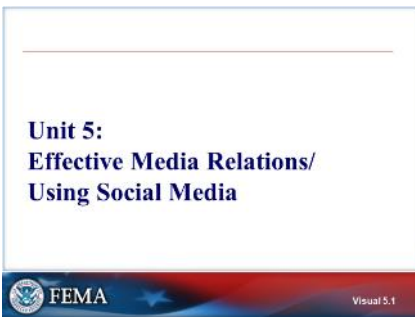 Unit 5:
Effective Media Relations/
Using Social Media
FEMA
Visual 5.1